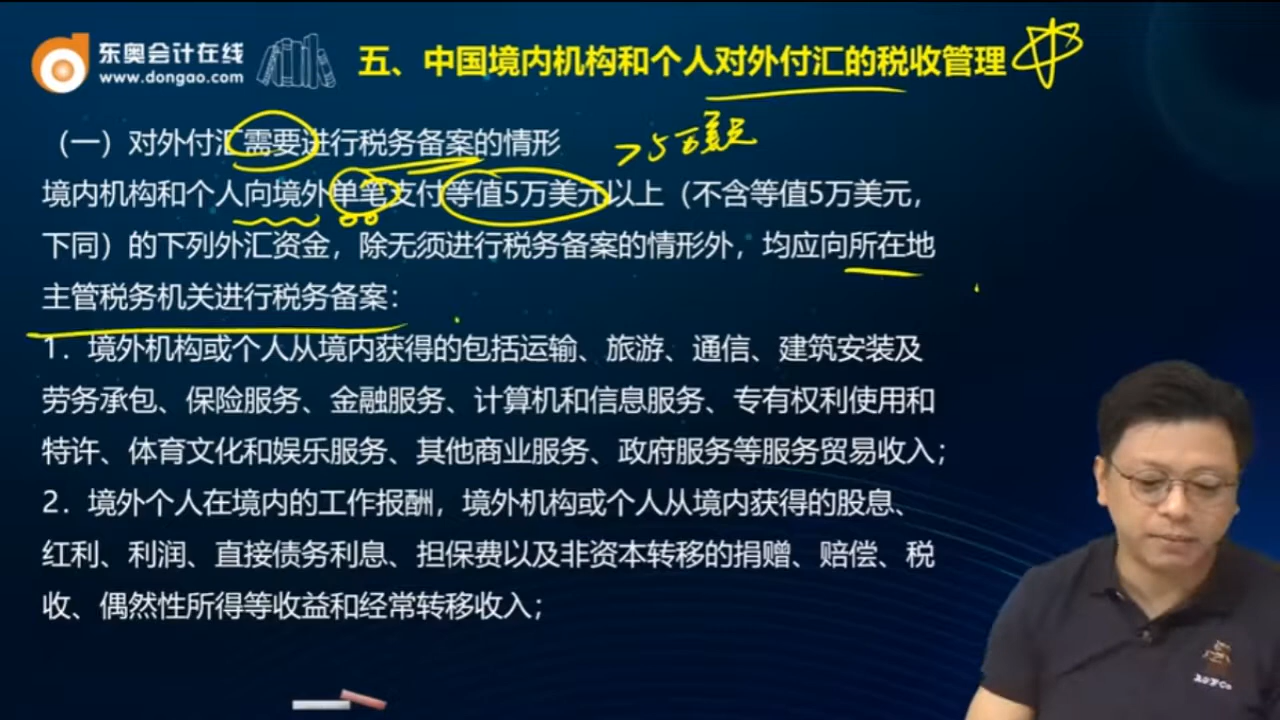 东奥会计在线
www.dongao.com
五、中国境内机构和个人对外付汇的税收管理
（一）对外付汇需要进行税务备案的情形
>5万美元
境内机构和个人向境外单笔支付等值5万美元以上（不含等值5万美元，
下同）的下列外汇资金，除无须进行税务备案的情形外，均应向所在地
主管税务机关进行税务备案：
1．境外机构或个人从境内获得的包括运输、旅游、通信、建筑安装及
劳务承包、保险服务、金融服务、计算机和信息服务、专有权利使用和
特许、体育文化和娱乐服务、其他商业服务、政府服务等服务贸易收入；
2．境外个人在境内的工作报酬，境外机构或个人从境内获得的股息、
红利、利润、直接债务利息、担保费以及非资本转移的捐赠、赔偿、税
收、偶然性所得等收益和经常转移收入；